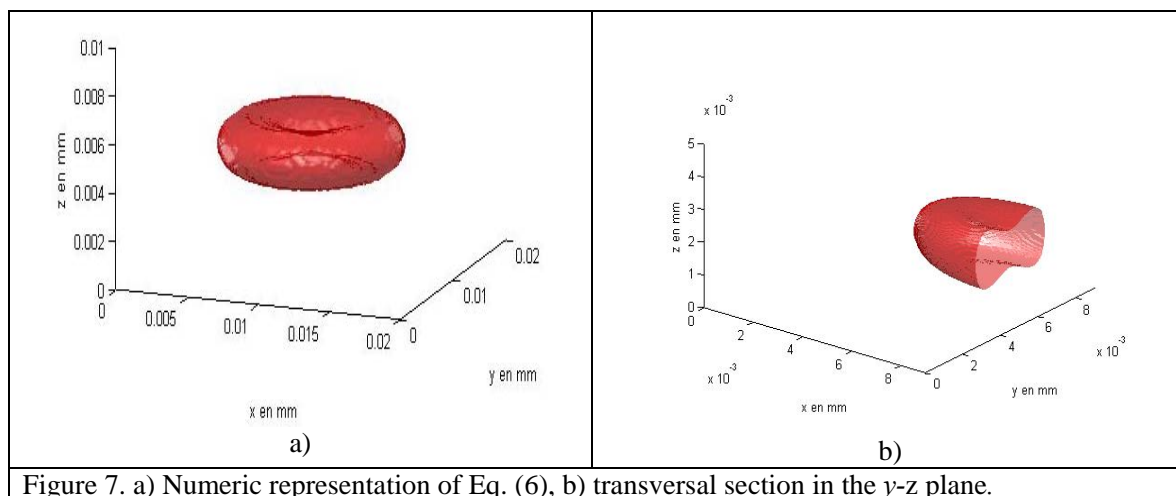 0.01
0.008
0.006
0.004
0.002
0
z en mm
0
0.005
0.01
0.015
0.02
x en mm
0
0.01
0.02
y en mm
a)
x 10^-3
5
4
3
2
1
0
z en mm
0
2
4
6
8
x 10^-3
x en mm
0
2
4
6
8
x 10^-3
y en mm
b)
Figure 7. a) Numeric representation of Eq. (6), b) transversal section in the y-z plane.